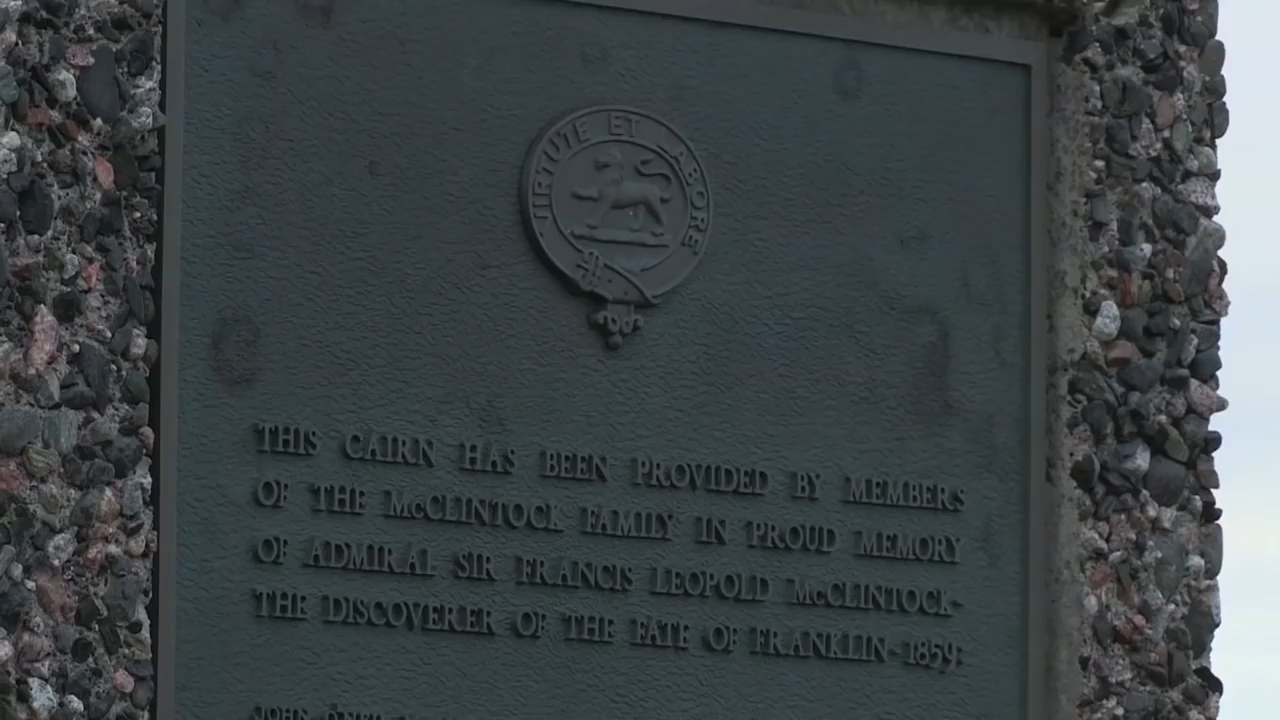 VIRTUTE ET LABORE
THIS CAIRN HAS BEEN PROVIDED BY MEMBERS
OF THE McCLINTOCK FAMILY IN PROUD MEMORY
OF ADMIRAL SIR FRANCIS LEOPOLD McCLINTOCK-
THE DISCOVERER OF THE FATE OF FRANKLIN-1859.
JOHN